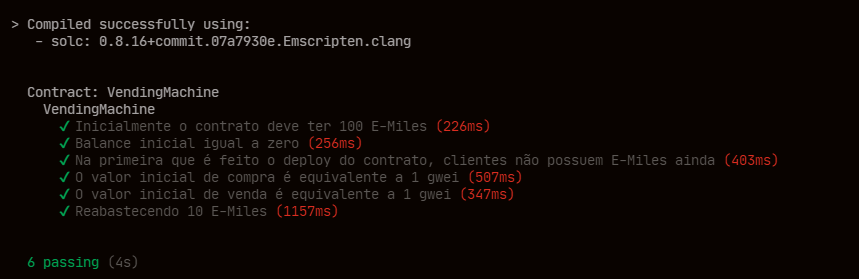 > Compiled successfully using:
- solc: 0.8.16+commit.07a7930e.Emscripten.clang
Contract: VendingMachine
VendingMachine
✓ Inicialmente o contrato deve ter 100 E-Miles (226ms)
✓ Balance inicial igual a zero (256ms)
✓ Na primeira que é feito o deploy do contrato, clientes não possuem E-Miles ainda (403ms)
✓ O valor inicial de compra é equivalente a 1 gwei (507ms)
✓ O valor inicial de venda é equivalente a 1 gwei (347ms)
✓ Reabastecendo 10 E-Miles (1157ms)
6 passing (4s)